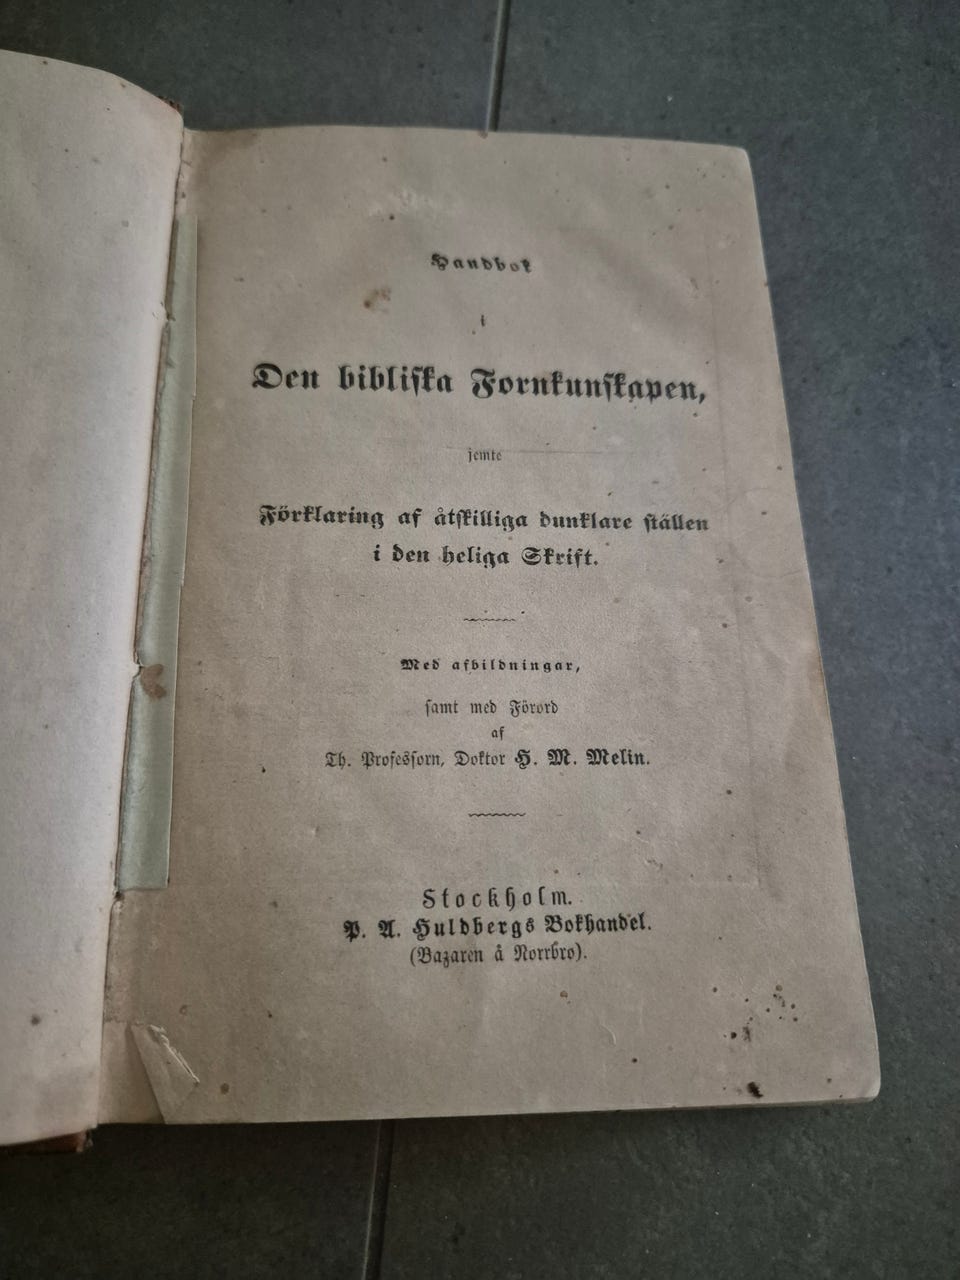 Handbok
i
Den bibliska Fornkunskapen,
jemte
Förklaring af åtskilliga dunklare ställen
i den heliga Skrift.
Med afbildningar,
samt med Förord
af
Th. Professorn, Doktor H. M. Melin.
Stockholm.
P. A. Huldbergs Bokhandel.
(Bazaren å Norrbro).